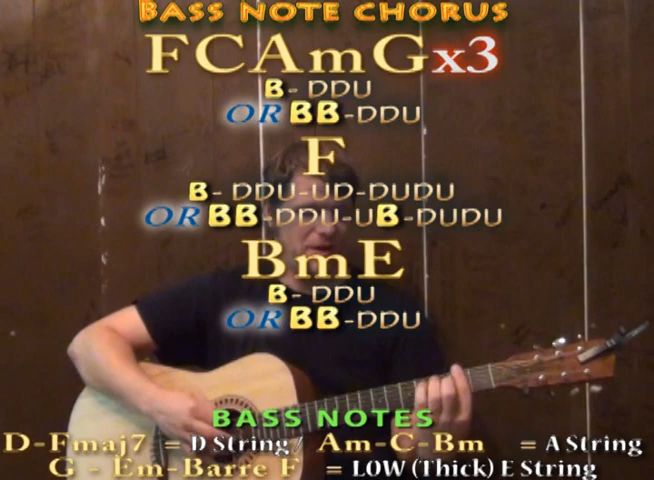 BASS NOTE CHORUS
FCAmGx3
B- DDU
OR BB-DDU
F
B- DDU-UD-DUDU
OR BB-DDU-UB-DUDU
BmE
B- DDU
OR BB-DDU
BASS NOTES
D-Fmaj7 = D String / Am-C-Bm = A String
G - Em-Barre F = LOW (Thick) E String